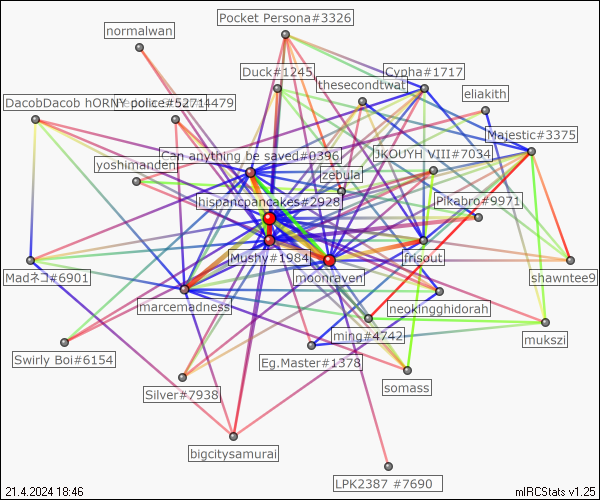 Pocket Persona#3326
normalwan
Duck#1245
Cypha#1717
thesecondtwat
eliakith
DacobDacob hORNY police#5271
4479
Majestic#3375
Can anything be saved#0396
JKOUYH VIII#7034
yoshimanden
zebula
hispancpancakes#2928
Pikabro#9971
Mushy#1984
frisout
Madネコ#6901
moonraven
shawntee9
marcemadness
neokingghidorah
ming#4742
mukszi
Swirly Boi#6154
Eg.Master#1378
Silver#7938
somass
bigcitysamurai
LPK2387 #7690
21.4.2024 18:46
mIRCStats v1.25